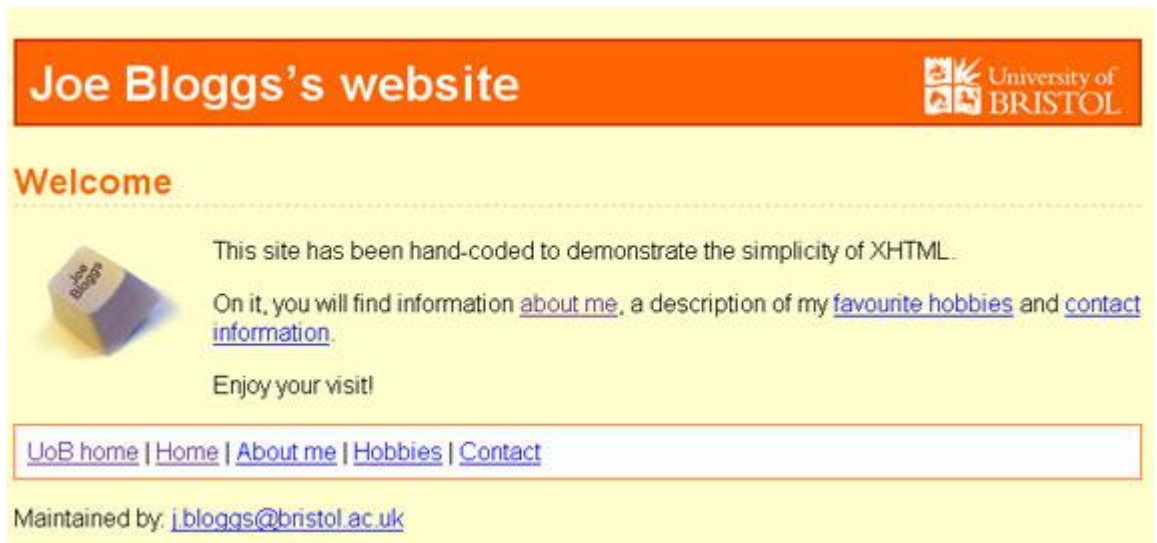 Joe Bloggs's website
University of
BRISTOL
Welcome
Joe
Bloggs
This site has been hand-coded to demonstrate the simplicity of XHTML.
On it, you will find information about me, a description of my favourite hobbies and contact
information.
Enjoy your visit!
UoB home | Home | About me | Hobbies | Contact
Maintained by: j.bloggs@bristol.ac.uk